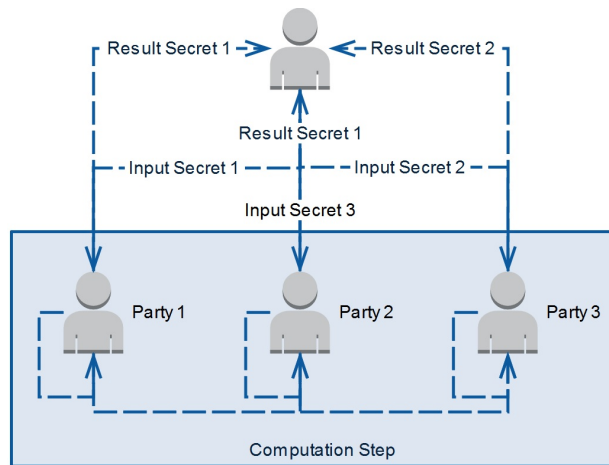 Result Secret 1
Result Secret 2
Result Secret 1
Input Secret 1
Input Secret 2
Input Secret 3
Party 1
Party 2
Party 3
Computation Step